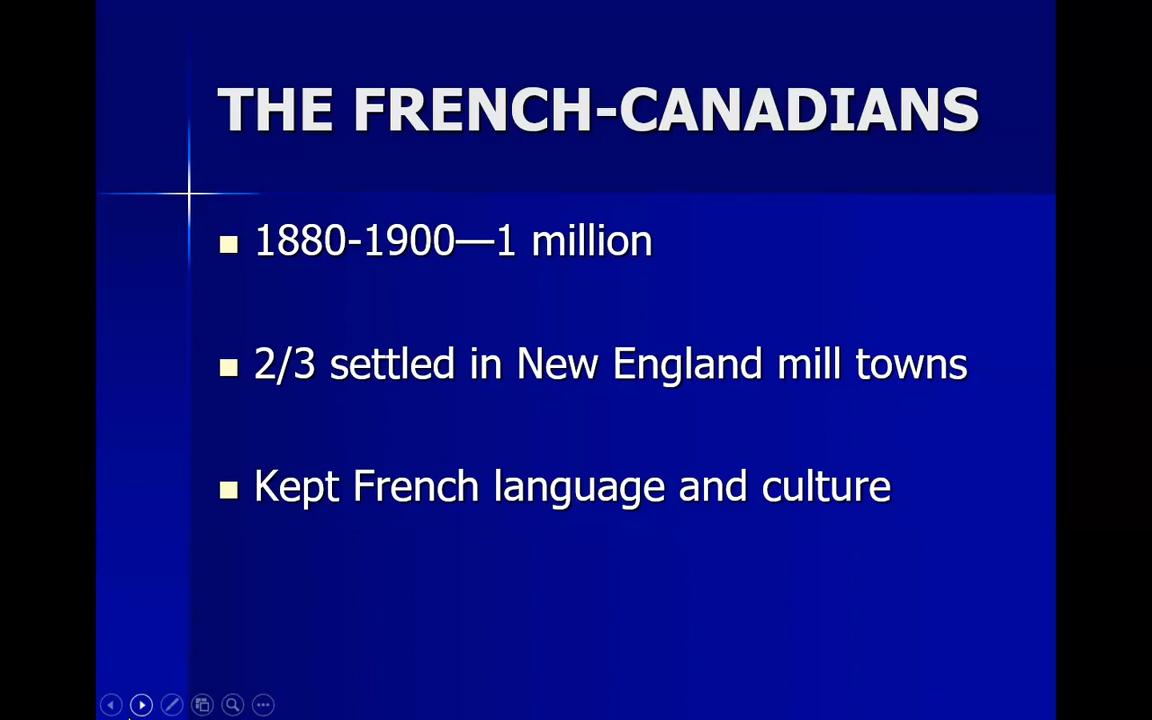 THE FRENCH-CANADIANS
1880-1900—1 million
2/3 settled in New England mill towns
Kept French language and culture